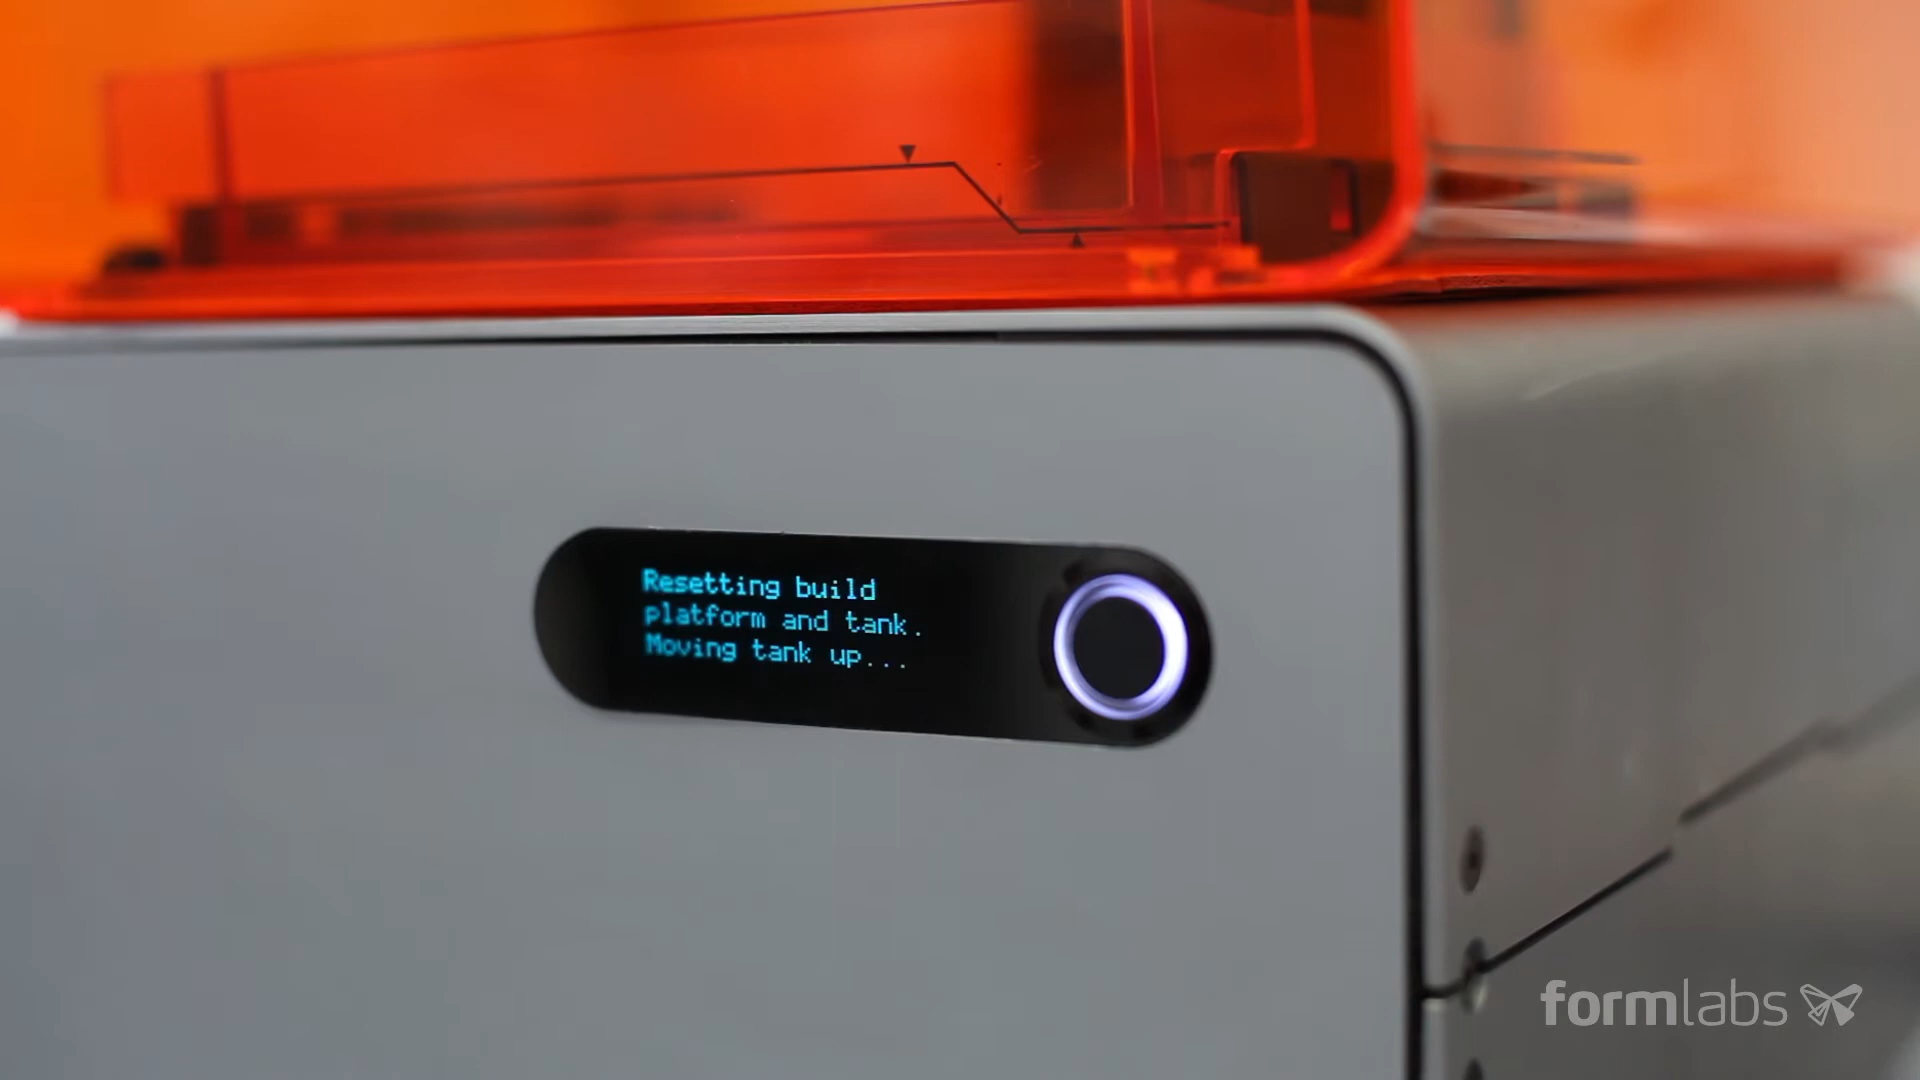 Resetting build
platform and tank.
Moving tank up...
formlabs